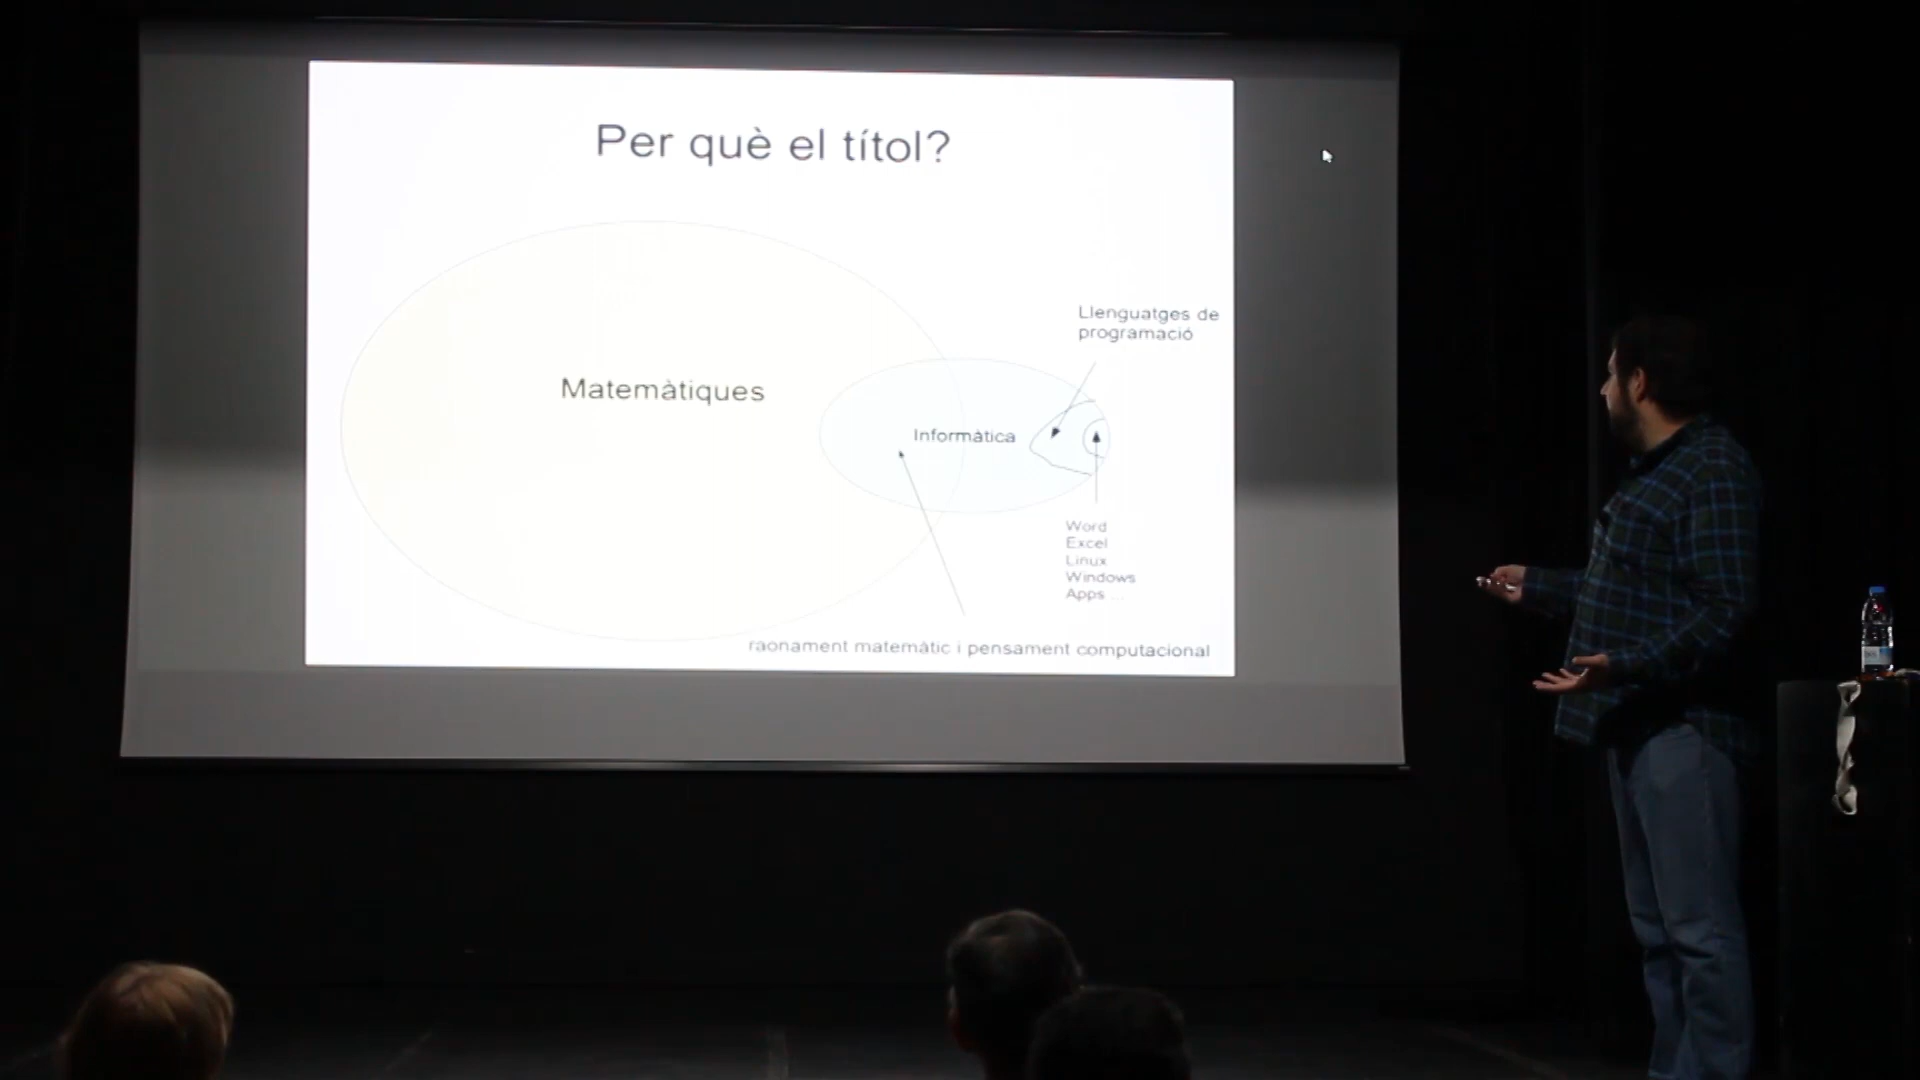 Per què el títol?
Llenguatges de
programació
Matemàtiques
Informàtica
Word
Excel
Linux
Windows
Apps ...
raonament matemàtic i pensament computacional